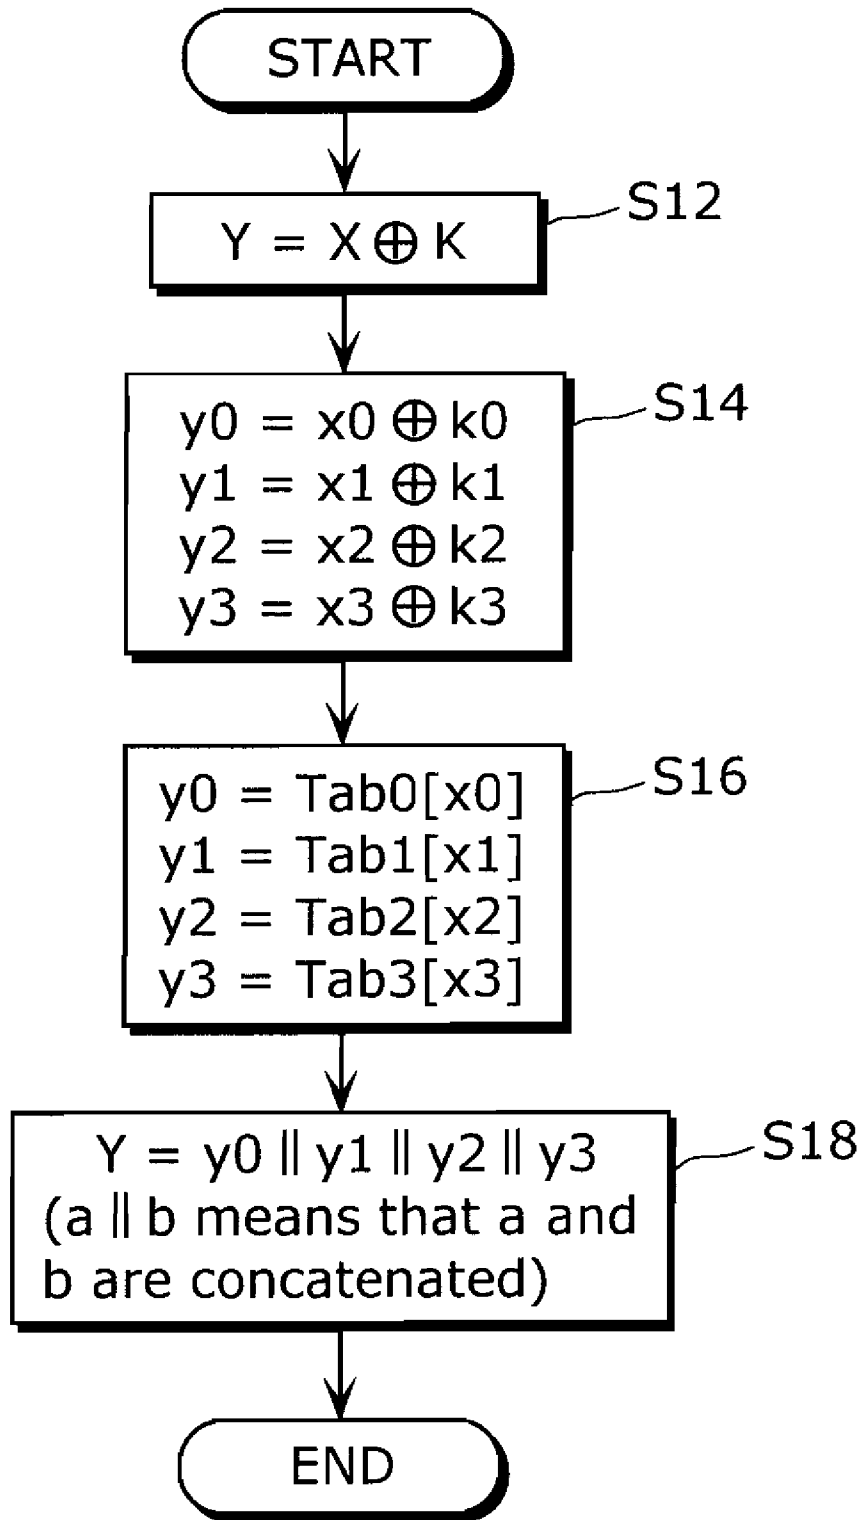 START
S12
Y = X ⊕ K
S14
y0 = x0 ⊕ k0
y1 = x1 ⊕ k1
y2 = x2 ⊕ k2
y3 = x3 ⊕ k3
S16
y0 = Tab0[x0]
y1 = Tab1[x1]
y2 = Tab2[x2]
y3 = Tab3[x3]
S18
Y = y0 || y1 || y2 || y3
(a || b means that a and
b are concatenated)
END